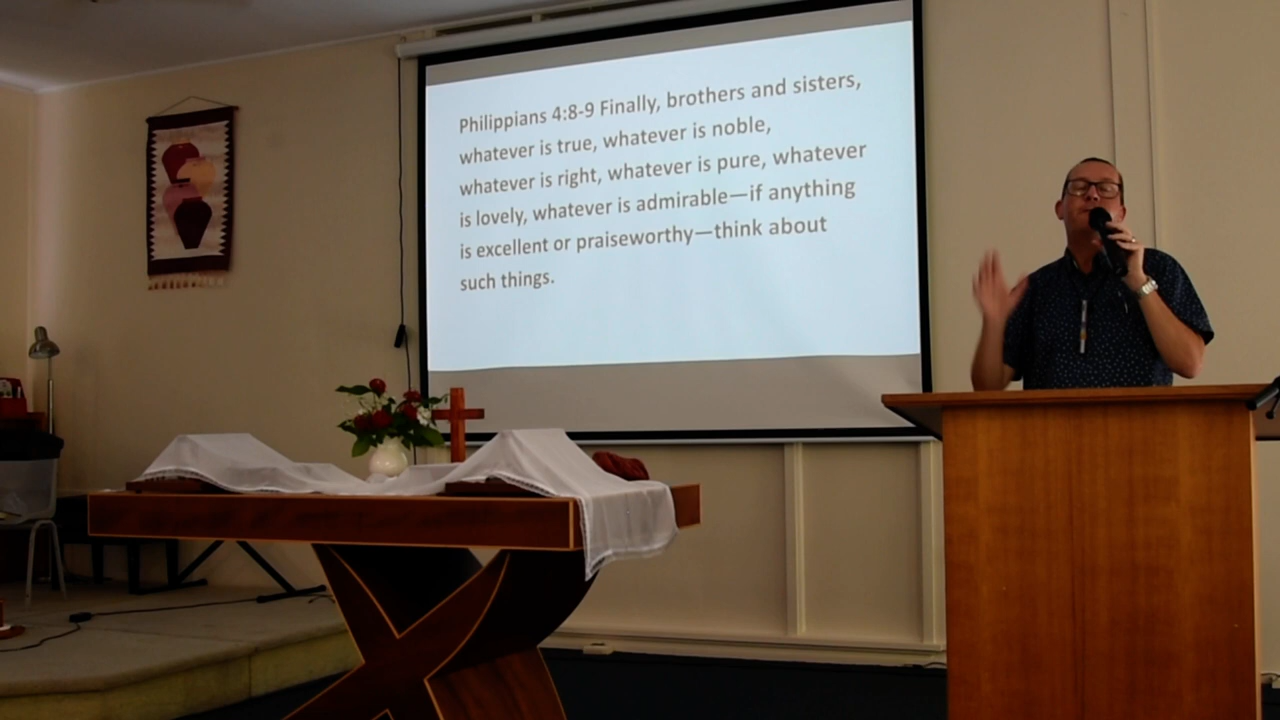 Philippians 4:8-9 Finally, brothers and sisters,
whatever is true, whatever is noble,
whatever is right, whatever is pure, whatever
is lovely, whatever is admirable—if anything
is excellent or praiseworthy—think about
such things.